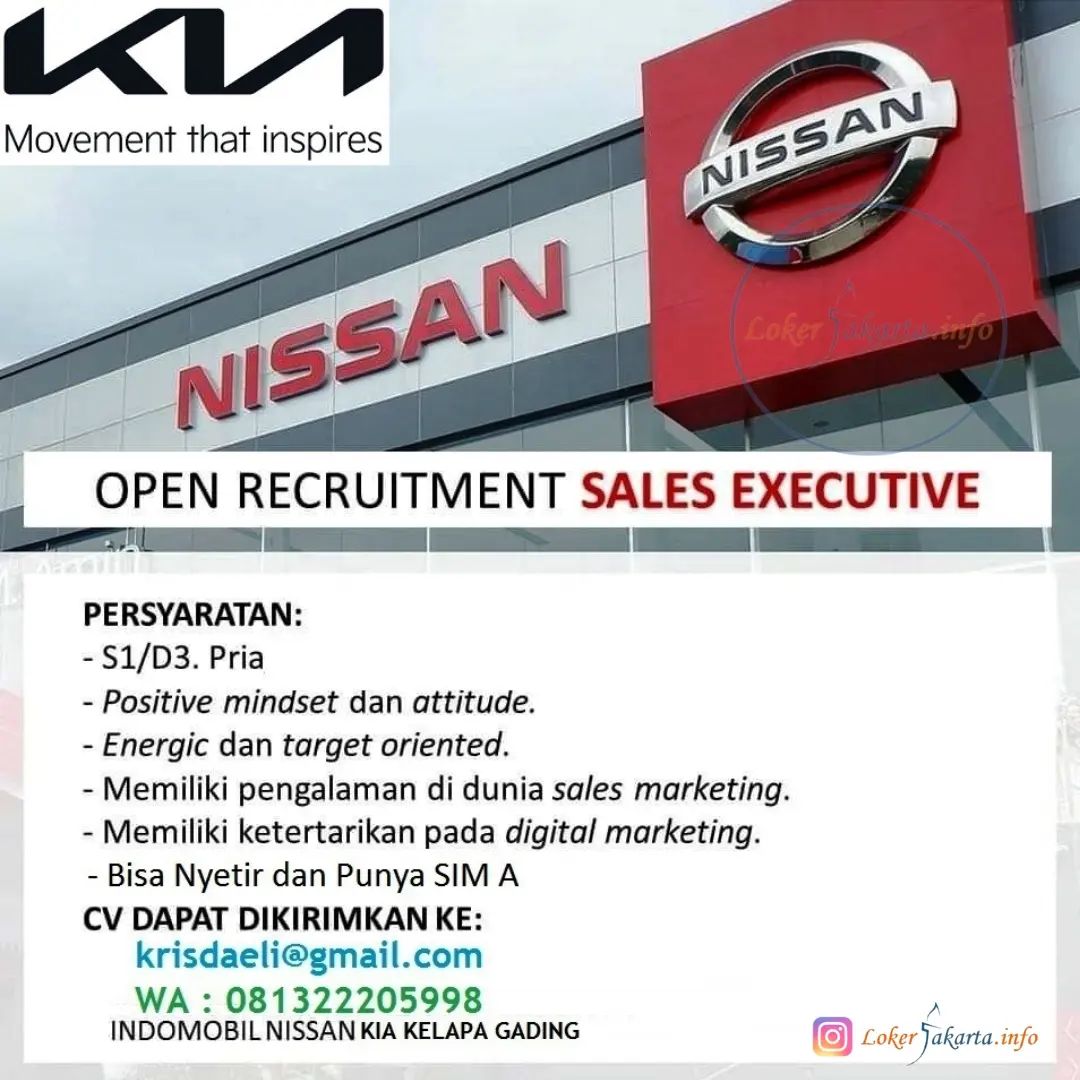 KIA
Movement that inspires
NISSAN
NISSAN
Loker Jakarta.info
OPEN RECRUITMENT SALES EXECUTIVE
PERSYARATAN:
- S1/D3. Pria
- Positive mindset dan attitude.
- Energic dan target oriented.
- Memiliki pengalaman di dunia sales marketing.
- Memiliki ketertarikan pada digital marketing.
- Bisa Nyetir dan Punya SIM A
CV DAPAT DIKIRIMKAN KE:
krisdaeli@gmail.com
WA : 081322205998
INDOMOBIL NISSAN KIA KELAPA GADING
Loker Jakarta.info